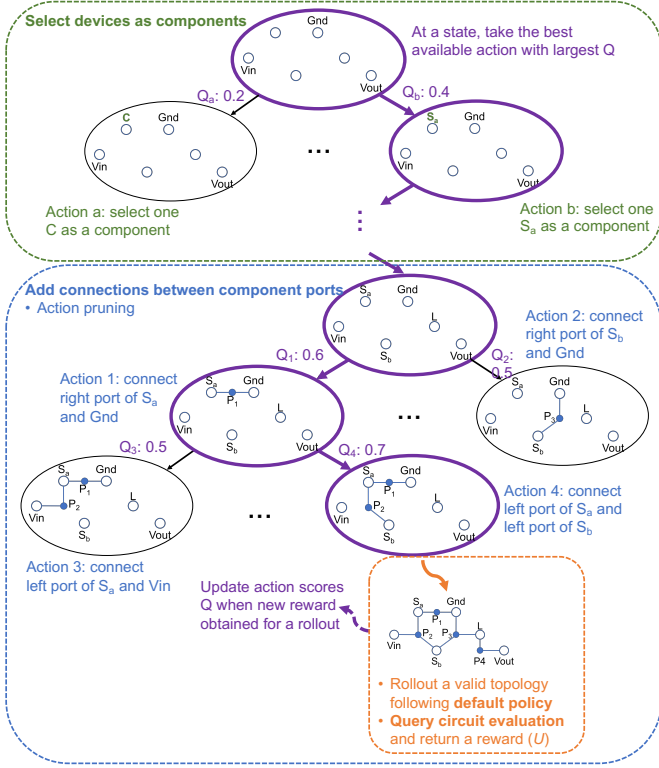 Select devices as components
Gnd
At a state, take the best
available action with largest Q
Vin
Vout
Qa: 0.2
Qb: 0.4
C
Gnd
Vin
Vout
...
Sa
Gnd
Vin
Vout
Action a: select one
C as a component
Action b: select one
Sa as a component
Add connections between component ports
• Action pruning
Sa
Gnd
Vin
L
Sb
Vout
Action 2: connect
right port of Sb
and Gnd
Q1: 0.6
Q2:
0.5
Action 1: connect
right port of Sa
and Gnd
Sa
Gnd
P1
Vin
L
Sb
Vout
...
Sa
Gnd
P3
Vin
L
Sb
Vout
Q3: 0.5
Q4: 0.7
Sa
Gnd
P1
P2
Vin
L
Sb
Vout
...
Sa
Gnd
P1
P2
Vin
L
Sb
Vout
Action 4: connect
left port of Sa and
left port of Sb
Action 3: connect
left port of Sa and Vin
Update action scores
Q when new reward
obtained for a rollout
Sa
Gnd
P1
P2
P3
L
Vin
Sb
P4
Vout
• Rollout a valid topology
following default policy
• Query circuit evaluation
and return a reward (U)